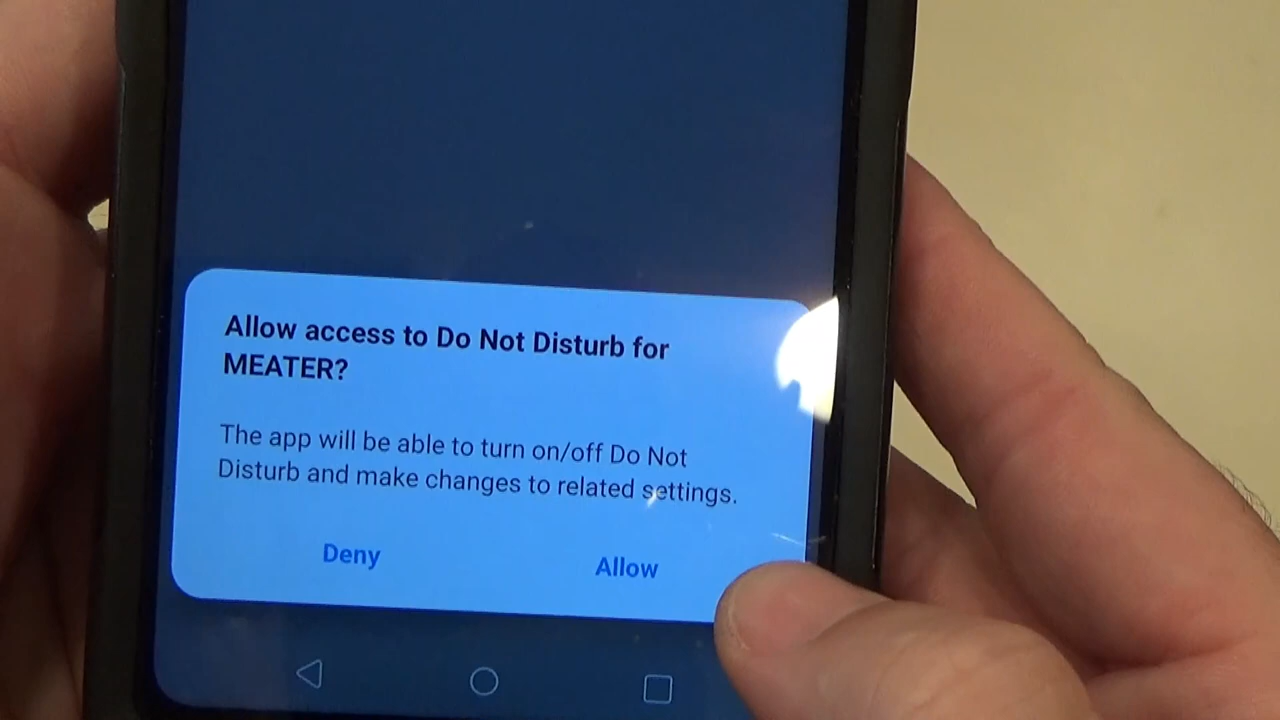 Allow access to Do Not Disturb for
MEATER?
The app will be able to turn on/off Do Not
Disturb and make changes to related settings.
Deny
Allow